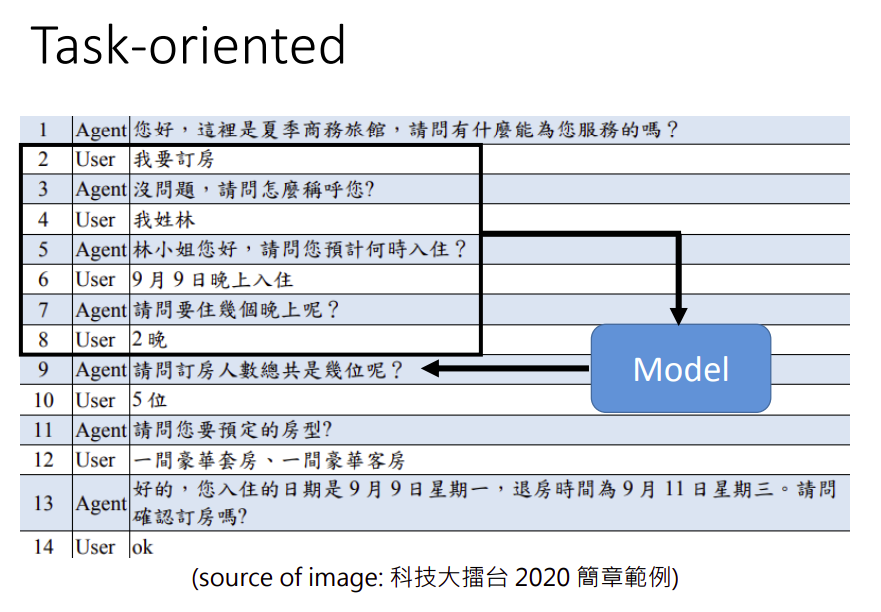 Task-oriented
1 Agent 您好，這裡是夏季商務旅館，請問有什麼能為您服務的嗎？
2 User 我要訂房
3 Agent 沒問題，請問怎麼稱呼您?
4 User 我姓林
5 Agent 林小姐您好，請問您預計何時入住？
6 User 9 月 9 日晚上入住
7 Agent 請問要住幾個晚上呢？
8 User 2 晚
Model
9 Agent 請問訂房人數總共是幾位呢？
10 User 5 位
11 Agent 請問您要預定的房型?
12 User 一間豪華套房、一間豪華客房
13 Agent 好的，您入住的日期是 9 月 9 日星期一，退房時間為 9 月 11 日星期三。請問
確認訂房嗎?
14 User ok
(source of image: 科技大擂台 2020 簡章範例)